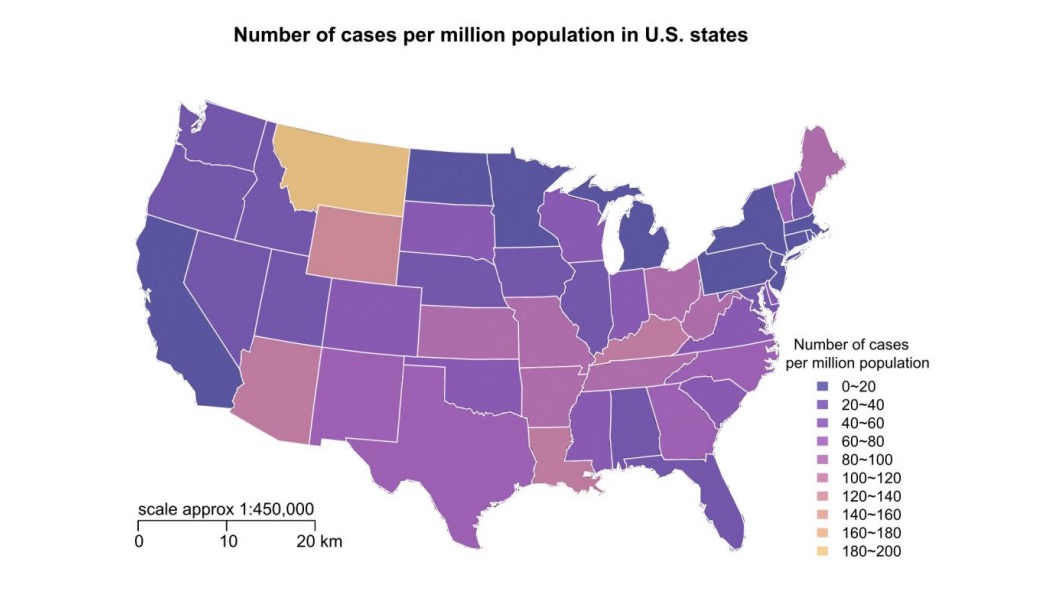 Number of cases per million population in U.S. states
Number of cases
per million population
0~20
20~40
40~60
60~80
80~100
100~120
120~140
140~160
160~180
180~200
scale approx 1:450,000
0 10 20 km